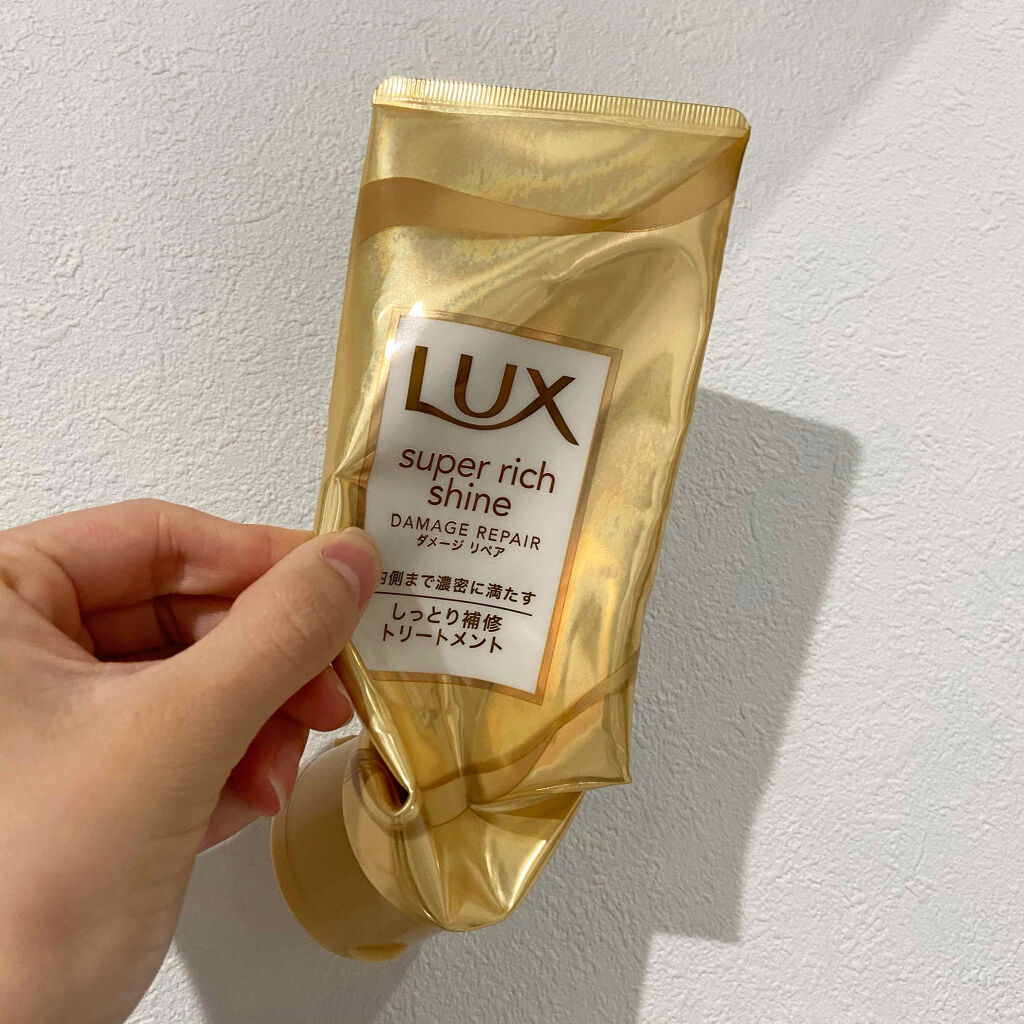 LUX
super rich
shine
DAMAGE REPAIR
ダメージ リペア
側まで濃密に満たす
しっとり補修
トリートメント